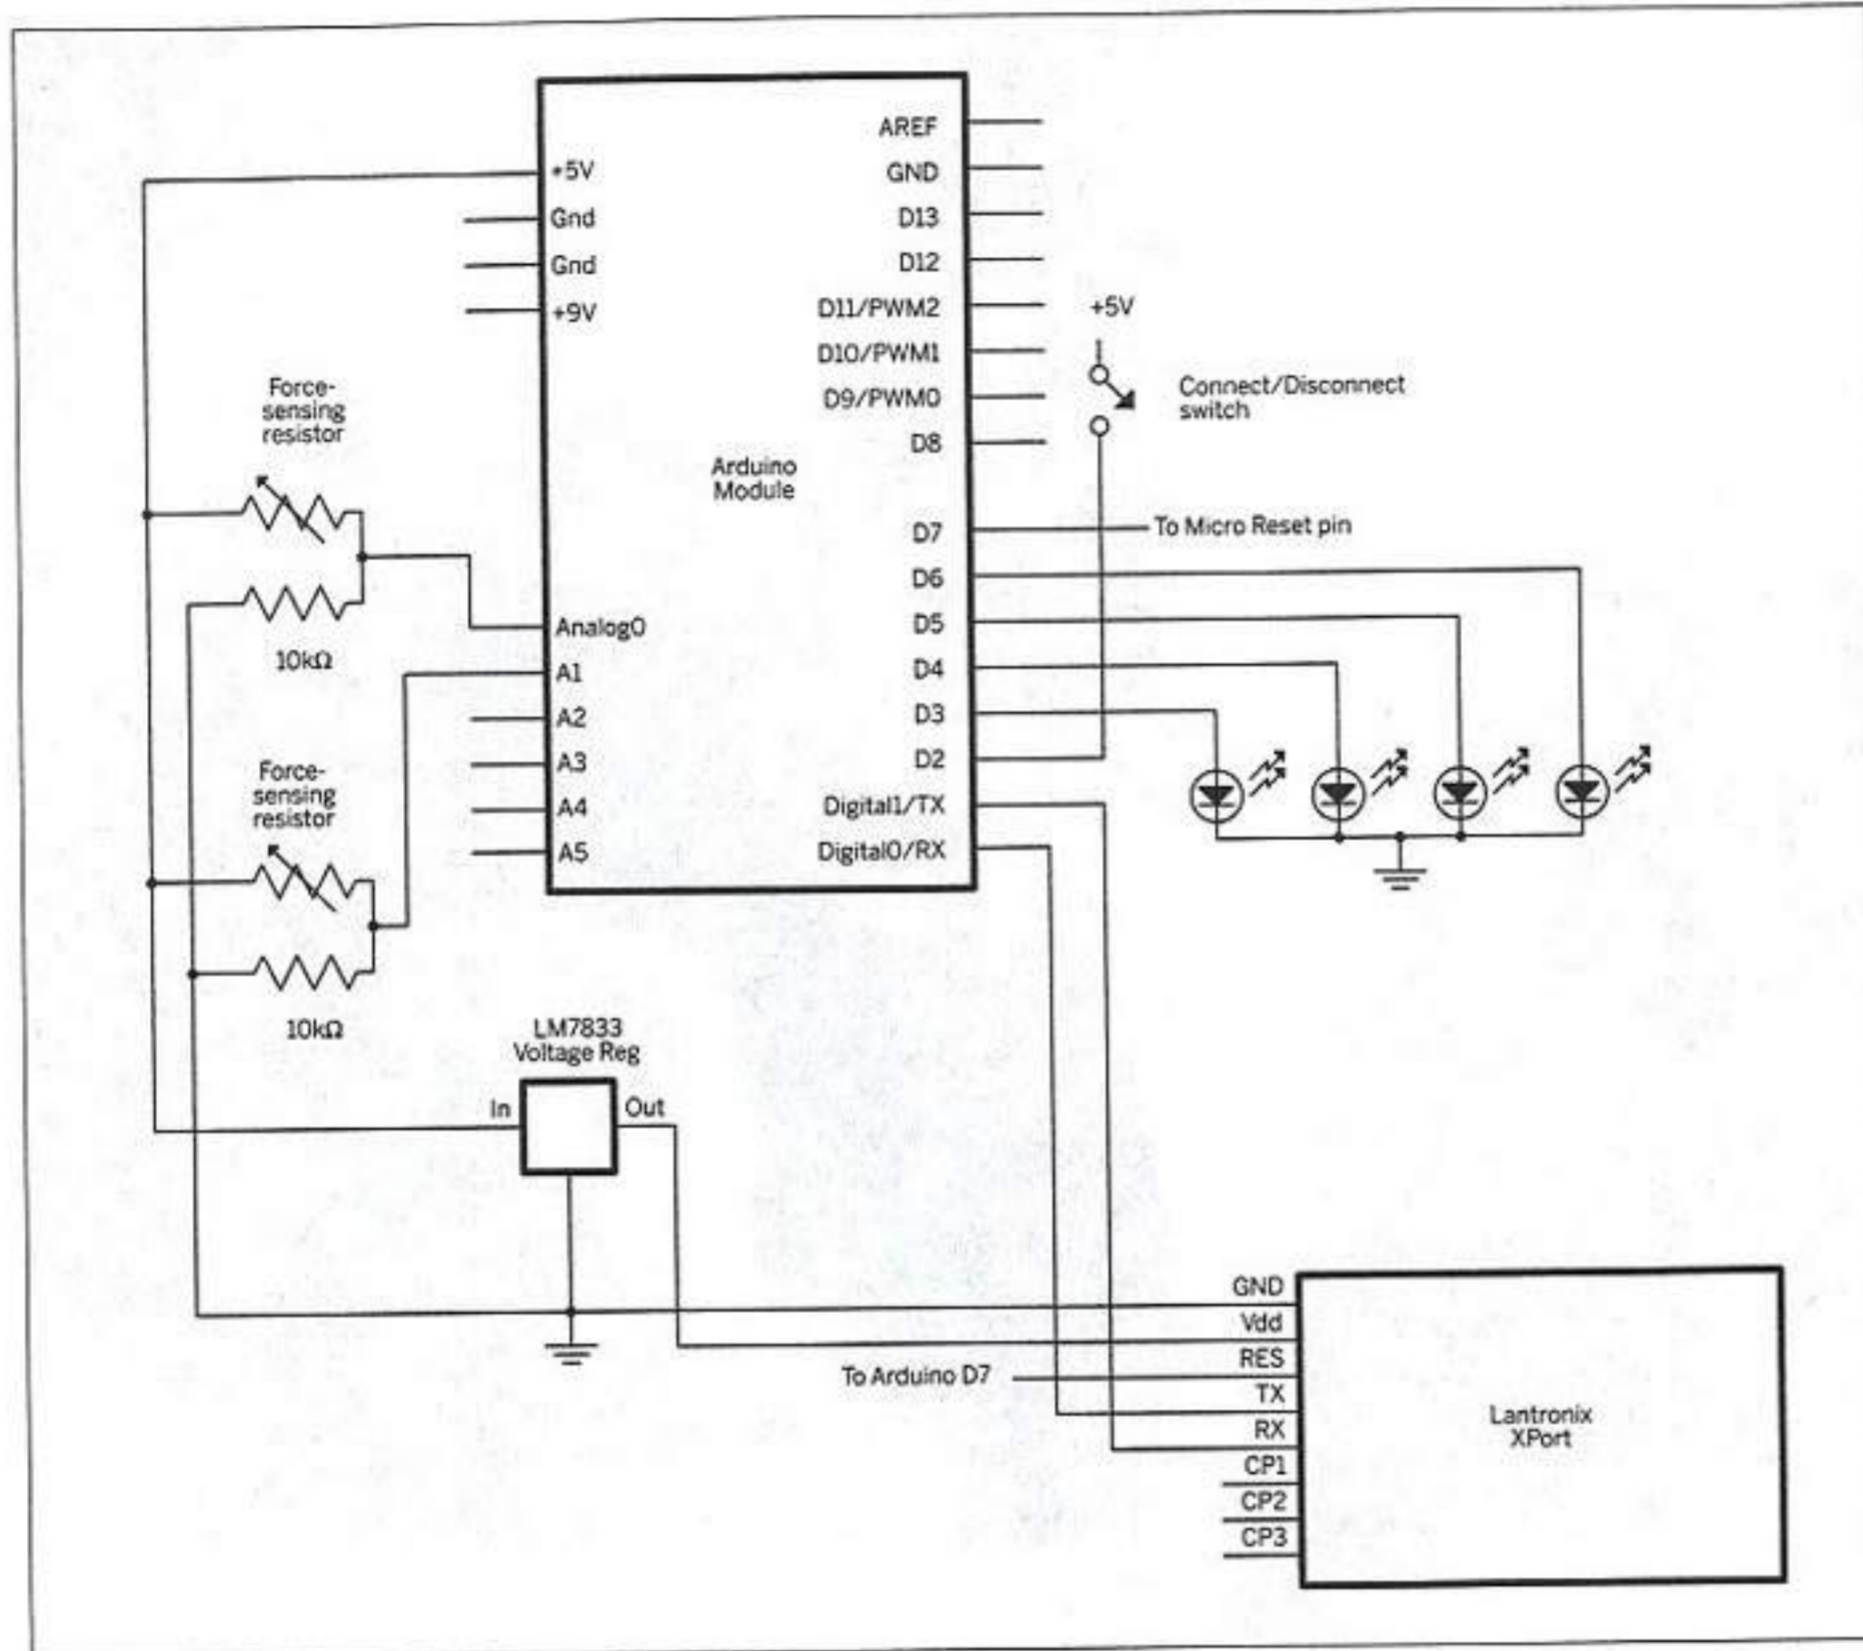 +5V
Gnd
Gnd
+9V
Analog0
A1
A2
A3
A4
A5
Arduino
Module
AREF
GND
D13
D12
D11/PWM2
D10/PWM1
D9/PWM0
D8
D7
D6
D5
D4
D3
D2
Digital1/TX
Digital0/RX
+5V
Connect/Disconnect
switch
To Micro Reset pin
Force-
sensing
resistor
10kΩ
Force-
sensing
resistor
10kΩ
LM7833
Voltage Reg
In
Out
To Arduino D7
GND
Vdd
RES
TX
RX
CP1
CP2
CP3
Lantronix
XPort